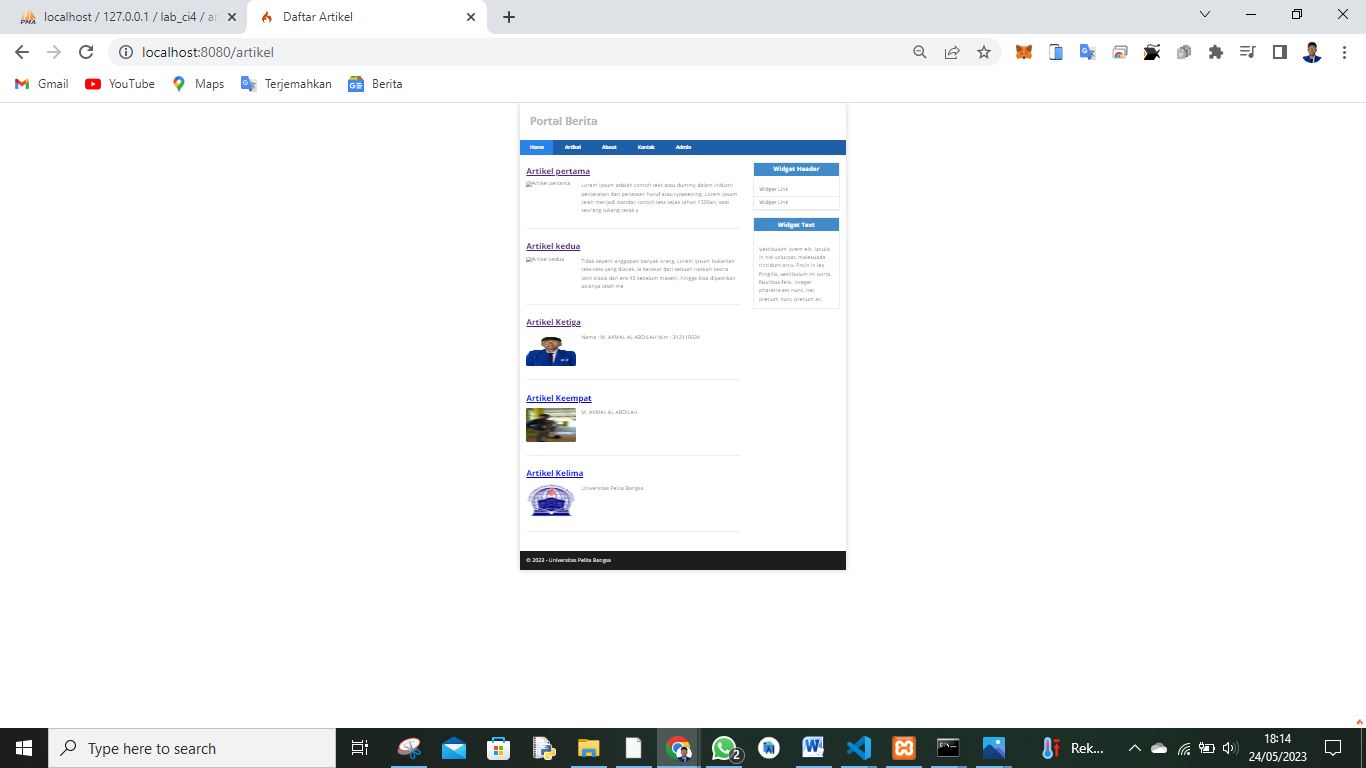 localhost / 127.0.0.1 / lab_ci4 / ar
Daftar Artikel
localhost:8080/artikel
Gmail
YouTube
Maps
Terjemahkan
Berita
Portal Berita
Home Artikel About Kontak Admin
Artikel pertama
Artikel pertama
Lorem Ipsum adalah contoh teks atau dummy dalam industri
percetakan dan penataan huruf atau typesetting. Lorem Ipsum
telah menjadi standar contoh teks sejak tahun 1500an, saat
seorang tukang cetak y
Artikel kedua
Artikel kedua
Tidak seperti anggapan banyak orang, Lorem Ipsum bukanlah
teks-teks yang diacak. Ia berakar dari sebuah naskah sastra
latin klasik dari era 45 sebelum masehi, hingga bisa dipastikan
usianya telah me
Artikel Ketiga
Nama : M. AKMAL AL ABDILAH Nim : 312110034
Artikel Keempat
M. AKMAL AL ABDILAH
Artikel Kelima
Universitas Pelita Bangsa
Widget Header
Widget Link
Widget Link
Widget Text
Vestibulum lorem elit, iaculis
in nisl volutpat, malesuada
tincidunt arcu. Proin in leo
fringilla, vestibulum mi porta,
faucibus felis. Integer
pharetra est nunc, nec
pretium nunc pretium ac.
© 2023 - Universitas Pelita Bangsa
Type here to search
2
Rek...
18:14
24/05/2023